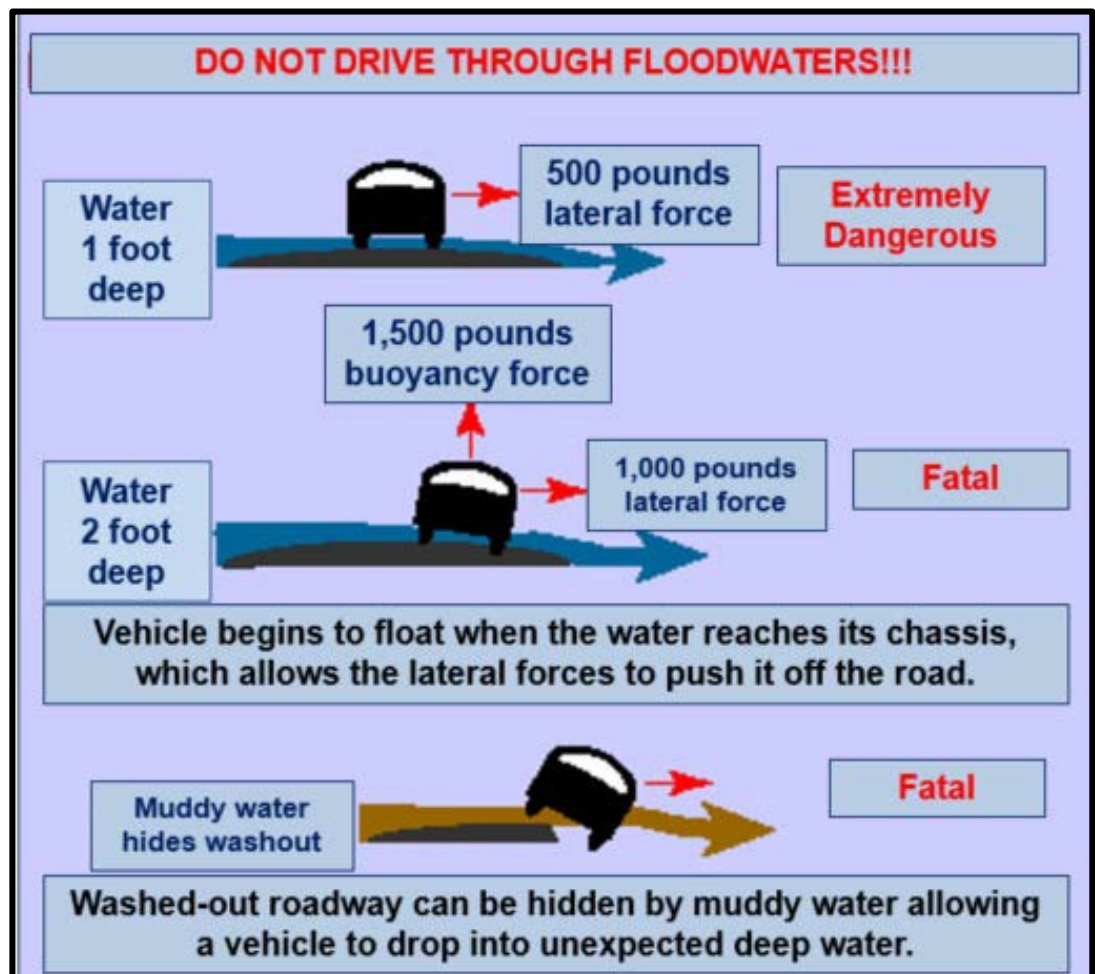 DO NOT DRIVE THROUGH FLOODWATERS!!!
Water
1 foot
deep
500 pounds
lateral force
Extremely
Dangerous
1,500 pounds
buoyancy force
Water
2 foot
deep
1,000 pounds
lateral force
Fatal
Vehicle begins to float when the water reaches its chassis,
which allows the lateral forces to push it off the road.
Muddy water
hides washout
Fatal
Washed-out roadway can be hidden by muddy water allowing
a vehicle to drop into unexpected deep water.